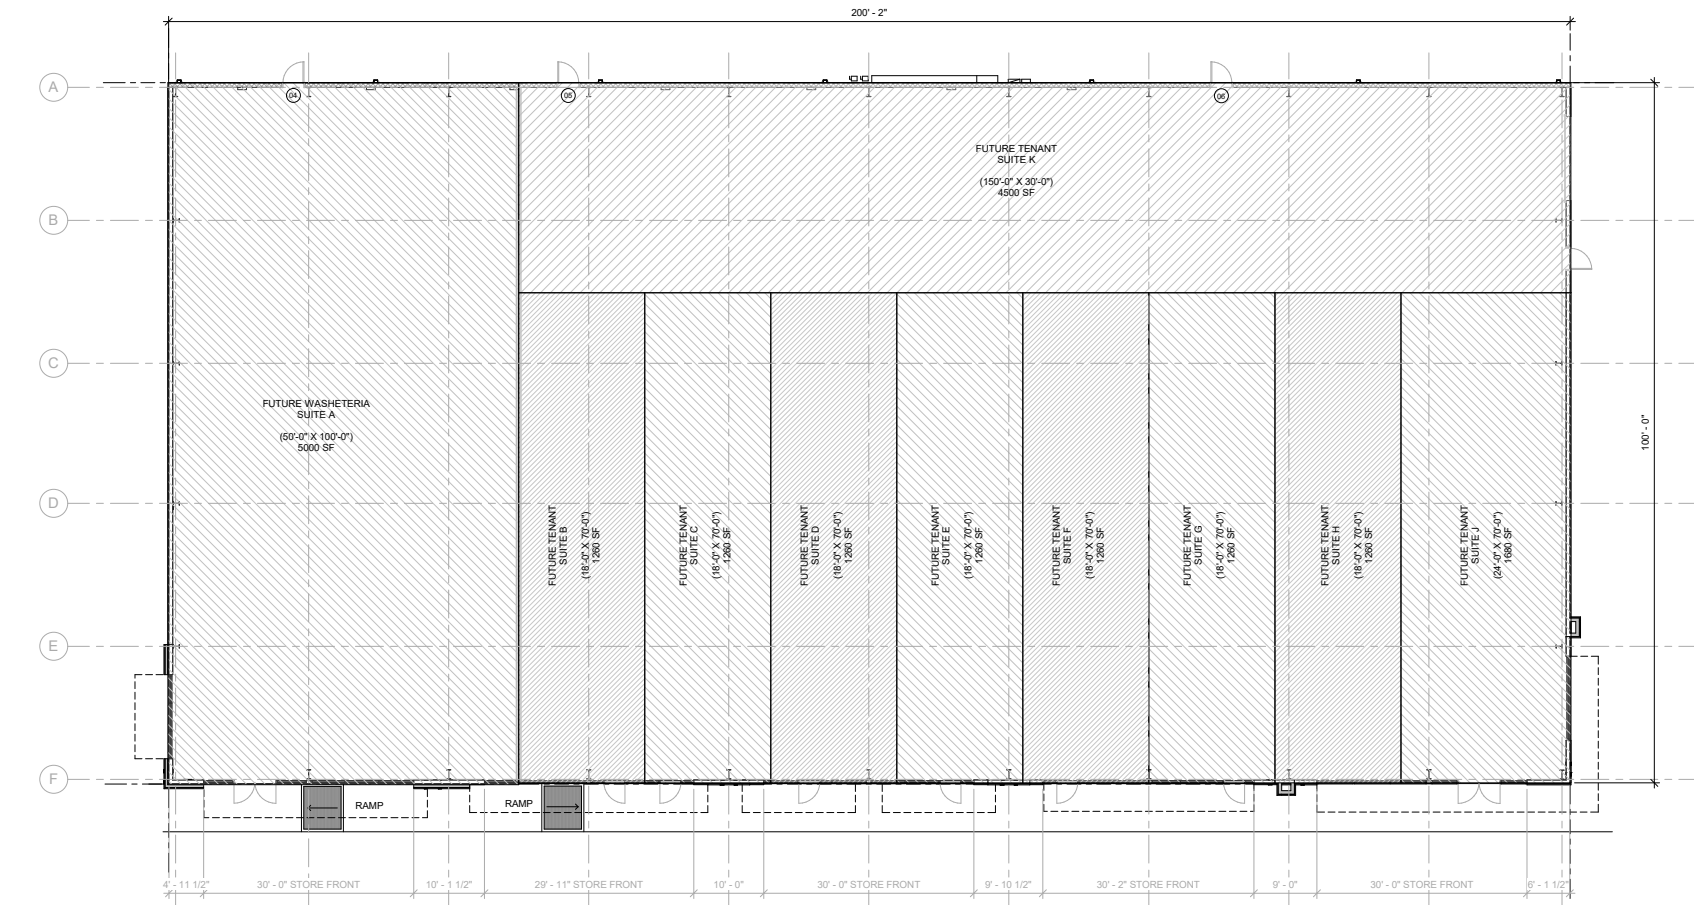 200' - 2"
A
04
05
06
FUTURE TENANT
SUITE K
(150'-0" X 30'-0")
4500 SF
B
C
100' - 0"
FUTURE WASHETERIA
SUITE A
(50'-0" X 100'-0")
5000 SF
D
FUTURE TENANT
SUITE B
(18'-0" X 70'-0")
1260 SF
FUTURE TENANT
SUITE C
(18'-0" X 70'-0")
1260 SF
FUTURE TENANT
SUITE D
(18'-0" X 70'-0")
1260 SF
FUTURE TENANT
SUITE E
(18'-0" X 70'-0")
1260 SF
FUTURE TENANT
SUITE F
(18'-0" X 70'-0")
1260 SF
FUTURE TENANT
SUITE G
(18'-0" X 70'-0")
1260 SF
FUTURE TENANT
SUITE H
(18'-0" X 70'-0")
1260 SF
FUTURE TENANT
SUITE J
(24'-0" X 70'-0")
1680 SF
E
F
RAMP
RAMP
4' - 11 1/2"
30' - 0" STORE FRONT
10' - 1 1/2"
29' - 11" STORE FRONT
10' - 0"
30' - 0" STORE FRONT
9' - 10 1/2"
30' - 2" STORE FRONT
9' - 0"
30' - 0" STORE FRONT
6' - 1 1/2"